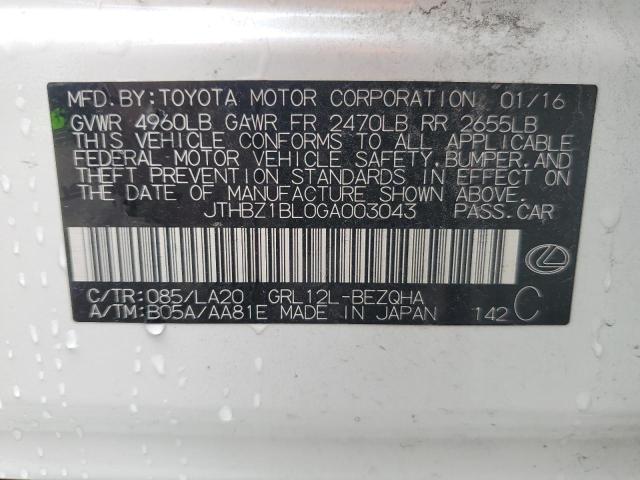 MFD.BY:TOYOTA MOTOR CORPORATION 01/16
GVWR 4960LB GAWR FR 2470LB RR 2655LB
THIS VEHICLE CONFORMS TO ALL APPLICABLE
FEDERAL MOTOR VEHICLE SAFETY,BUMPER,AND
THEFT PREVENTION STANDARDS IN EFFECT ON
THE DATE OF MANUFACTURE SHOWN ABOVE.
JTHBZ1BL0GA003043 PASS.CAR
C/TR:085/LA20 GRL12L-BEZQHA
A/TM:B05A/AA81E MADE IN JAPAN 142 C